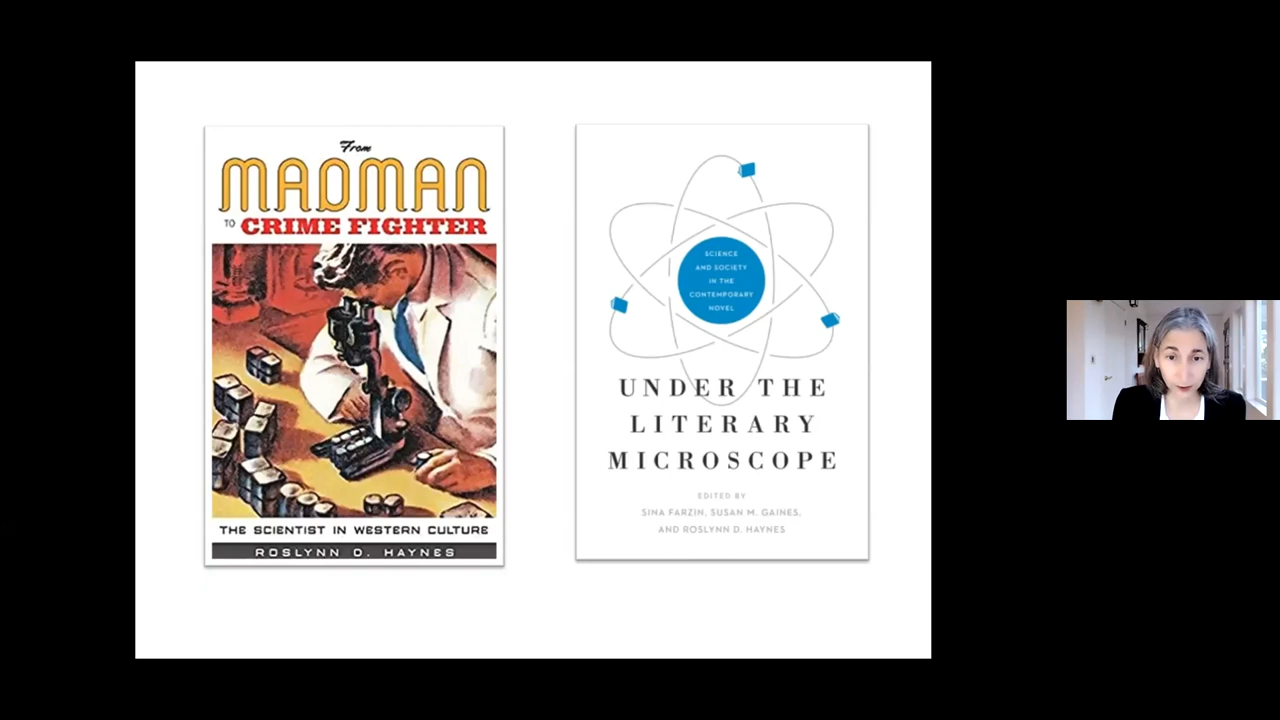 From
MADMAN
TO CRIME FIGHTER
THE SCIENTIST IN WESTERN CULTURE
ROSLYNN D. HAYNES
SCIENCE
AND SOCIETY
IN THE
CONTEMPORARY
NOVEL
UNDER THE
LITERARY
MICROSCOPE
EDITED BY
SINA FARZIN, SUSAN M. GAINES,
AND ROSLYNN D. HAYNES